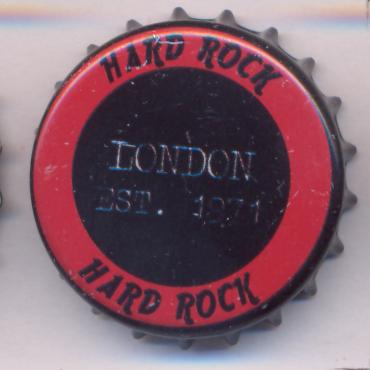 HARD ROCK
LONDON
EST. 1971
HARD ROCK